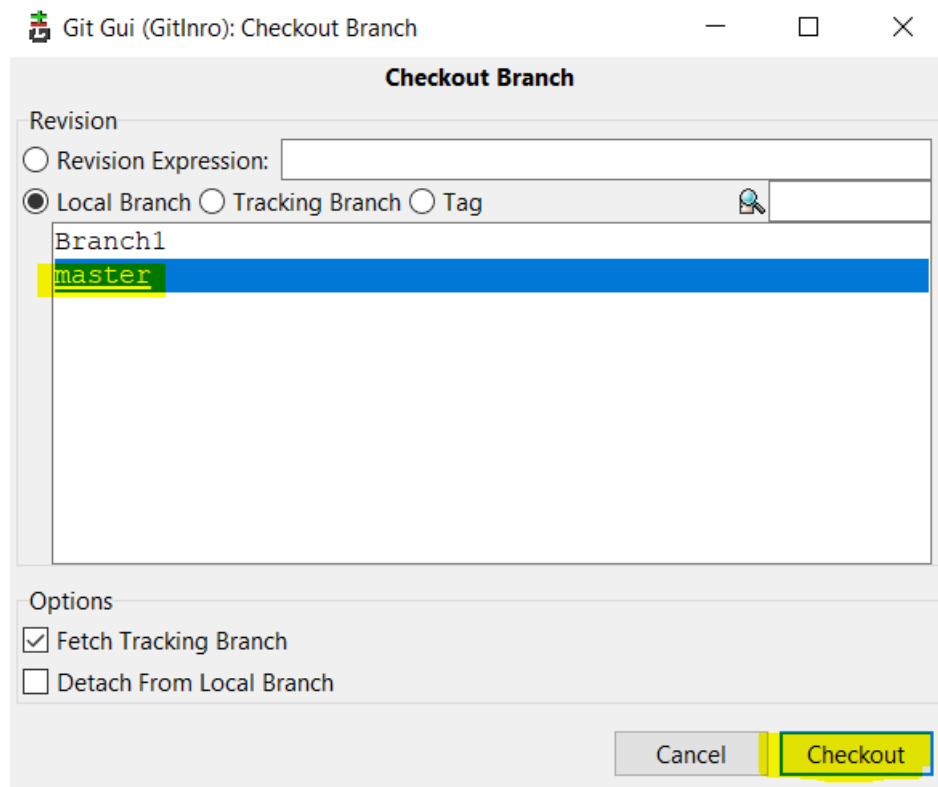 Git Gui (GitInro): Checkout Branch
Checkout Branch
Revision
Revision Expression:
Local Branch Tracking Branch Tag
Branch1
master
Options
Fetch Tracking Branch
Detach From Local Branch
Cancel Checkout